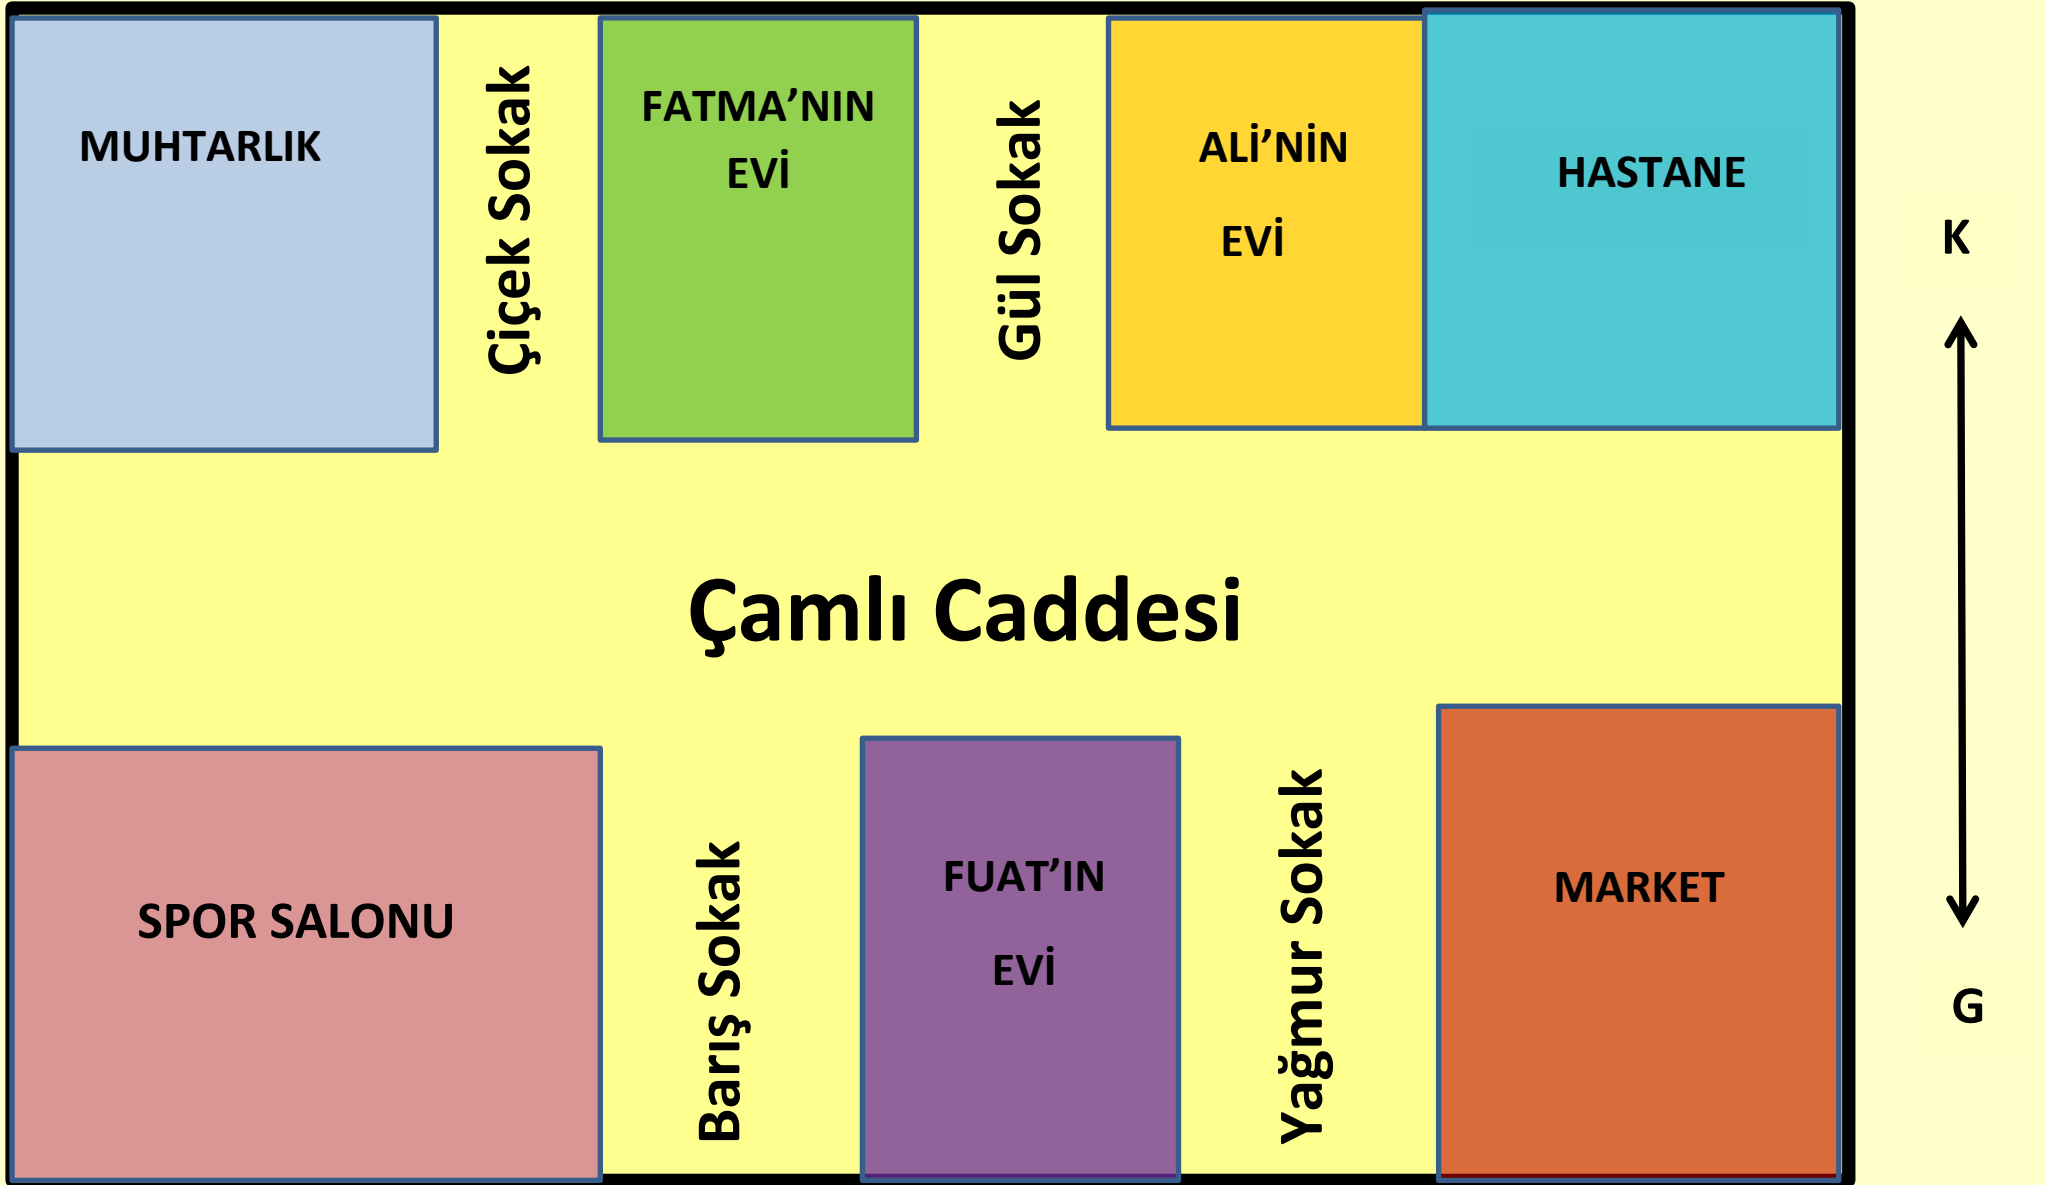 MUHTARLIK
Çiçek Sokak
FATMA’NIN
EVİ
Gül Sokak
ALİ’NİN
EVİ
HASTANE
K
Çamlı Caddesi
SPOR SALONU
Barış Sokak
FUAT’IN
EVİ
Yağmur Sokak
MARKET
G